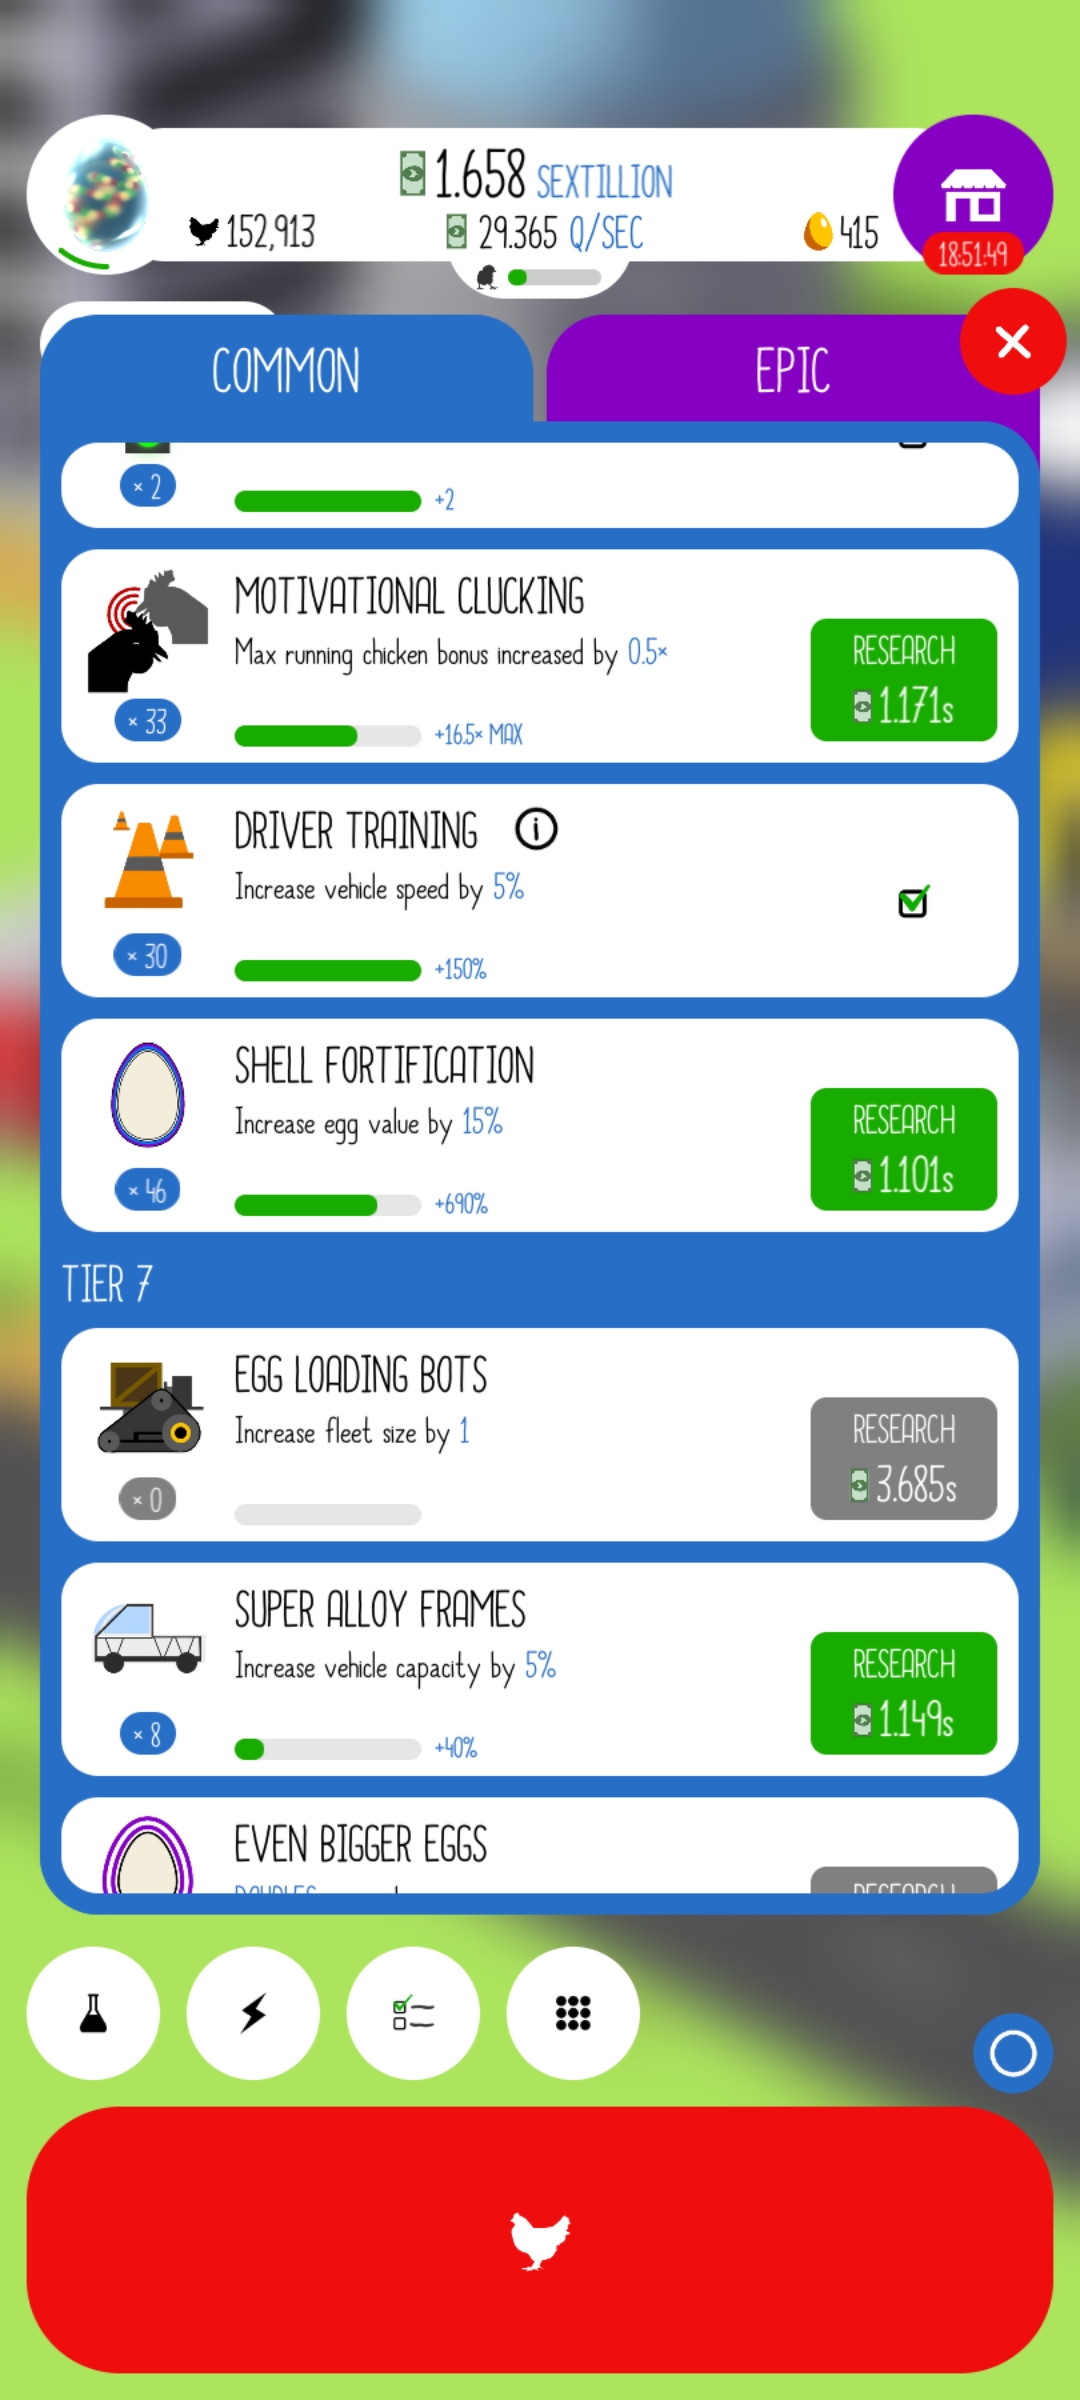 1.658 SEXTILLION
152,913
29.365 Q/SEC
415
18:51:49
COMMON
EPIC
× 2
+2
MOTIVATIONAL CLUCKING
Max running chicken bonus increased by 0.5×
RESEARCH
1.171s
× 33
+16.5× MAX
DRIVER TRAINING
i
Increase vehicle speed by 5%
× 30
+150%
SHELL FORTIFICATION
Increase egg value by 15%
RESEARCH
1.101s
× 46
+690%
TIER 7
EGG LOADING BOTS
Increase fleet size by 1
RESEARCH
3.685s
× 0
SUPER ALLOY FRAMES
Increase vehicle capacity by 5%
RESEARCH
1.149s
× 8
+40%
EVEN BIGGER EGGS
RESEARCH